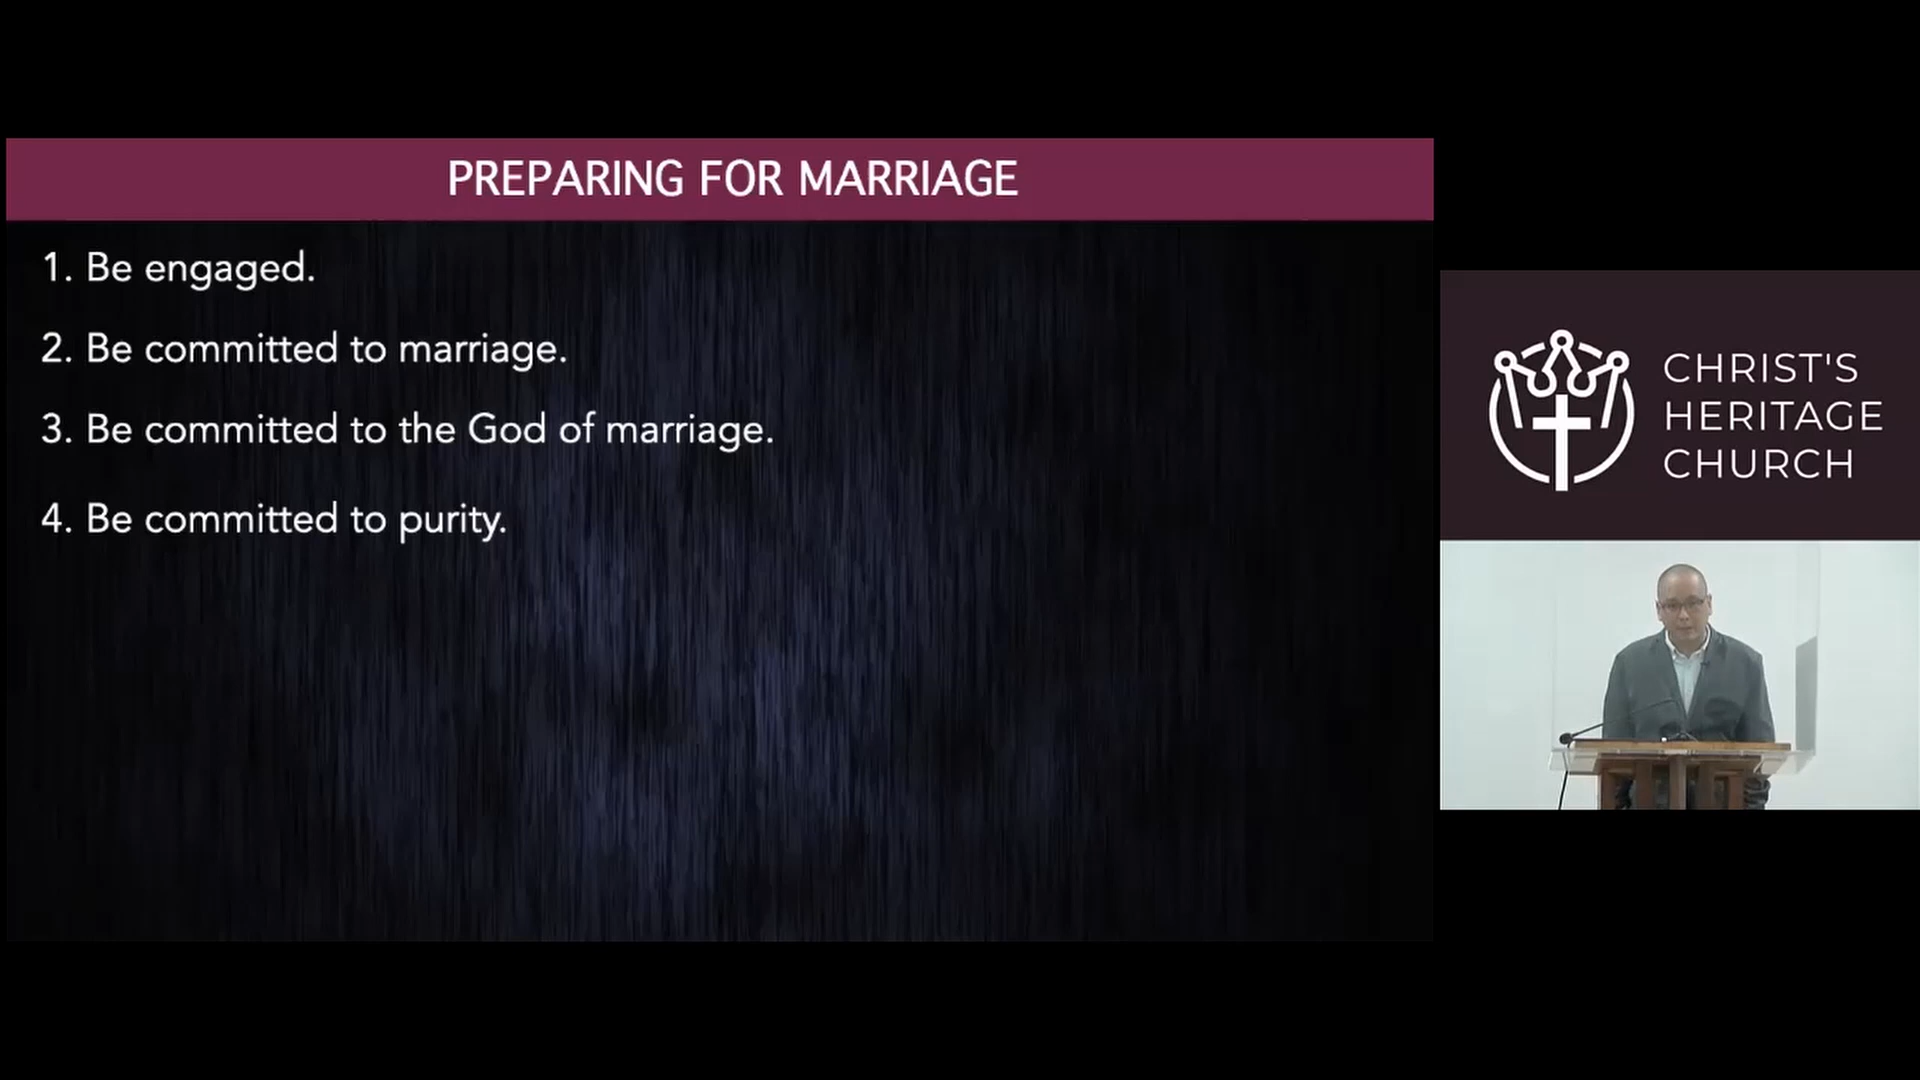 PREPARING FOR MARRIAGE
1. Be engaged.
2. Be committed to marriage.
3. Be committed to the God of marriage.
4. Be committed to purity.
CHRIST'S
HERITAGE
CHURCH